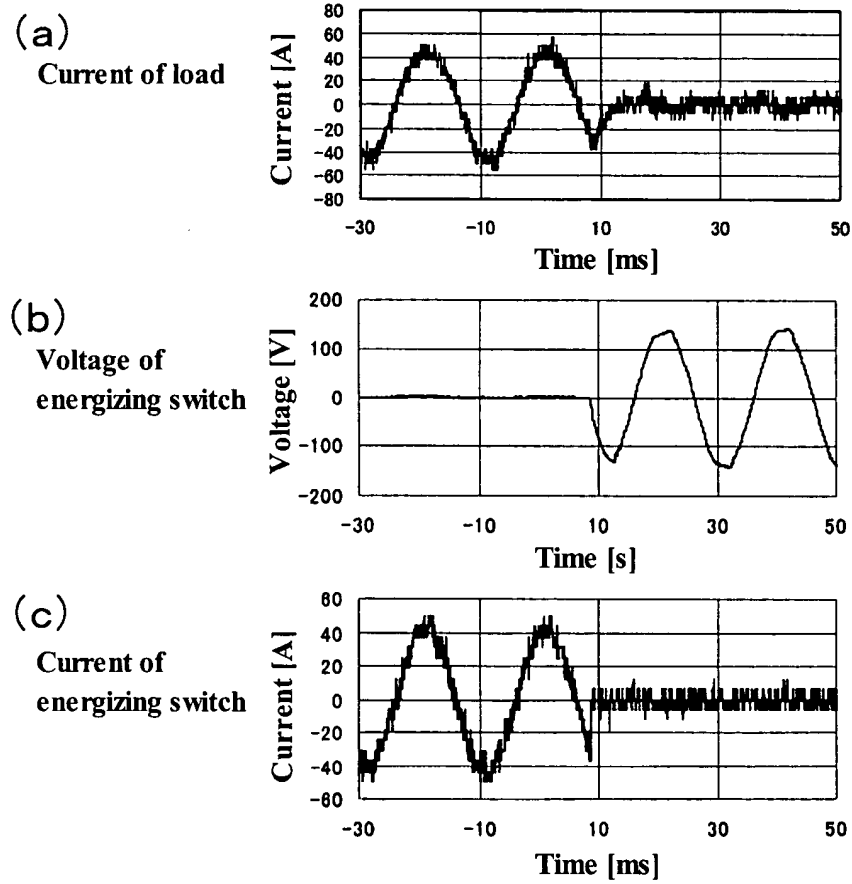 (a)
Current of load
Current [A]
80
60
40
20
0
-20
-40
-60
-80
-30 -10 10 30 50
Time [ms]
(b)
Voltage of
energizing switch
Voltage [V]
200
100
0
-100
-200
-30 -10 10 30 50
Time [s]
(c)
Current of
energizing switch
Current [A]
60
40
20
0
-20
-40
-60
-30 -10 10 30 50
Time [ms]